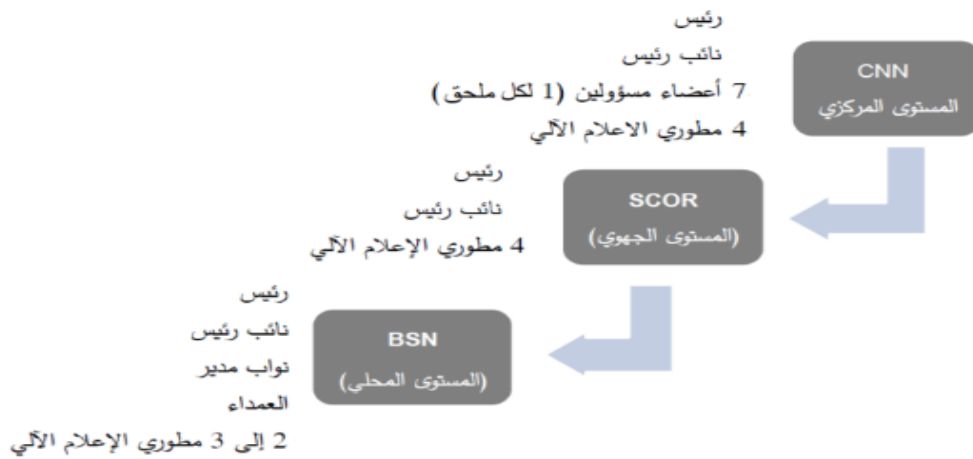 رئيس
نائب رئيس
7 أعضاء مسؤولين (1 لكل ملحق)
4 مطوري الاعلام الآلي
CNN
المستوى المركزي
رئيس
نائب رئيس
4 مطوري الإعلام الآلي
SCOR
(المستوى الجهوي)
رئيس
نائب رئيس
نواب مدير
العمداء
2 إلى 3 مطوري الإعلام الآلي
BSN
(المستوى المحلي)